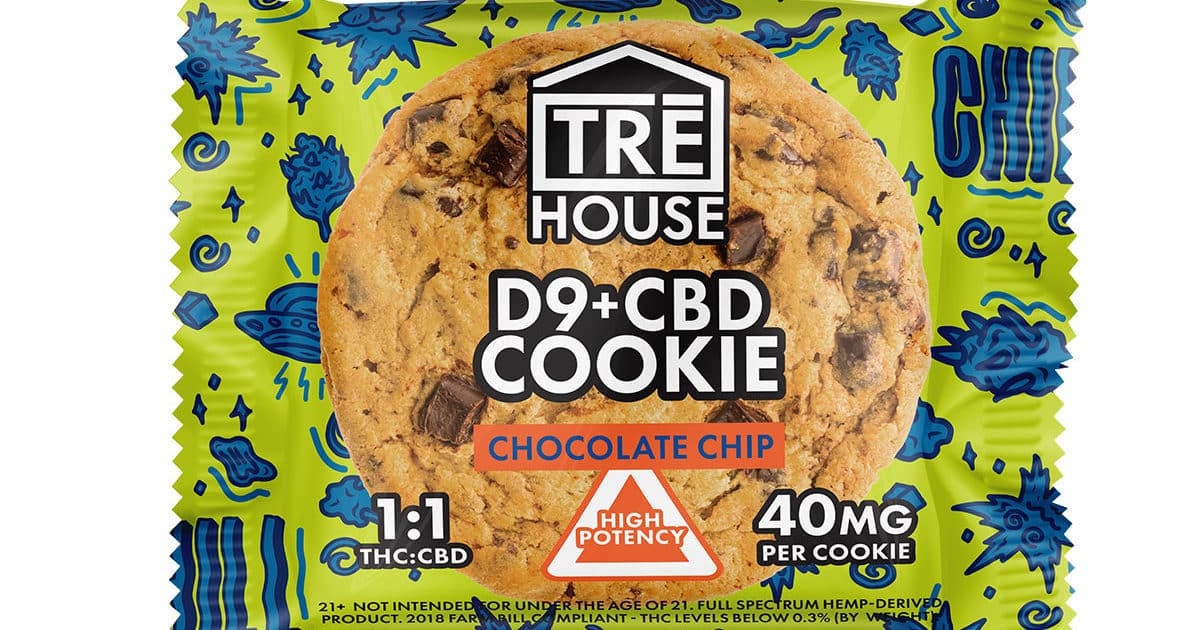 TRĒ
HOUSE
D9+CBD
COOKIE
CHOCOLATE CHIP
1:1
THC:CBD
HIGH
POTENCY
40MG
PER COOKIE
21+ NOT INTENDED FOR UNDER THE AGE OF 21. FULL SPECTRUM HEMP-DERIVED
PRODUCT. 2018 FARM BILL COMPLIANT - THC LEVELS BELOW 0.3% (BY WEIGHT)